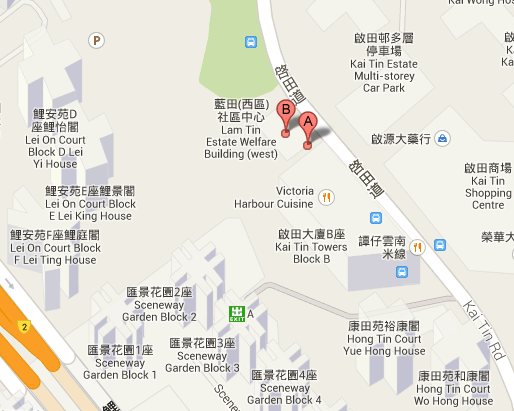 Kai Wong House
P
啟田邨多層
停車場
Kai Tin Estate
Multi-storey
Car Park
啟田道
藍田(西區)
社區中心
Lam Tin
Estate Welfare
Building (west)
B
A
鯉安苑D
座鯉怡閣
Lei On Court
Block D Lei
Yi House
啟源大藥行
啟田道
啟田商場
Kai Tin
Shopping
Centre
鯉安苑E座鯉景閣
Lei On Court Block
E Lei King House
Victoria
Harbour Cuisine
鯉安苑F座鯉庭閣
Lei On Court Block
F Lei Ting House
啟田大廈B座
Kai Tin Towers
Block B
譚仔雲南
米線
榮華大
匯景花園2座
Sceneway
Garden Block 2
EXIT
A
Kai Tin Rd
2
康田苑裕康閣
Hong Tin Court
Yue Hong House
匯景花園1座
Sceneway
Garden Block 1
匯景花園3座
Sceneway
Garden Block 3
匯景花園4座
Sceneway
Garden Block 4
Sceneway
康田苑和康閣
Hong Tin Court
Wo Hong House